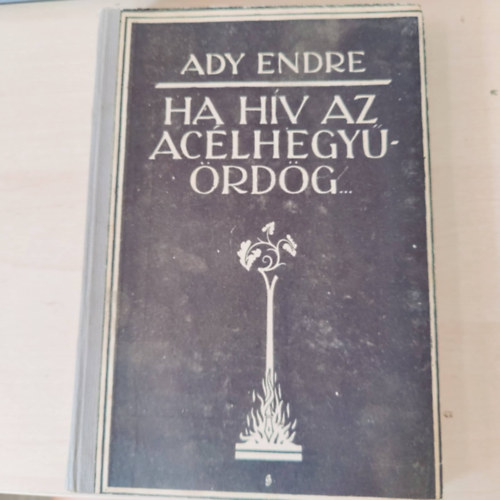 ADY ENDRE
HA HÍV AZ
ACÉLHEGYŰ-
ÖRDÖG...